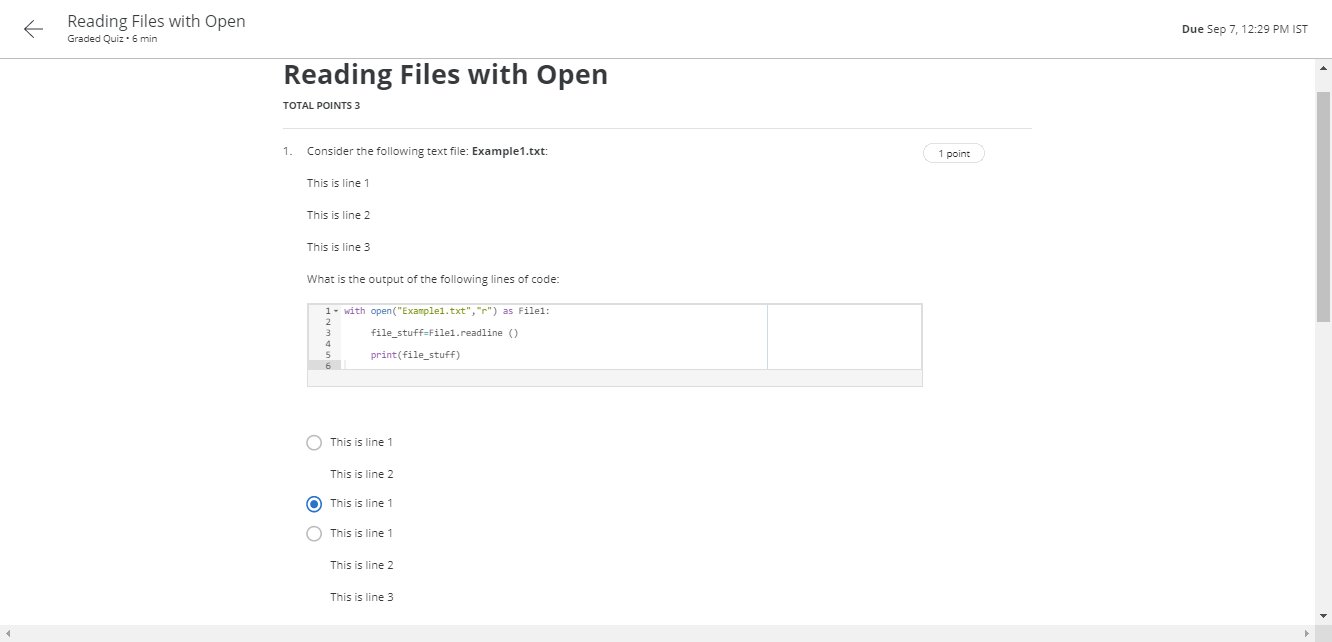 Reading Files with Open
Graded Quiz • 6 min
Due Sep 7, 12:29 PM IST
Reading Files with Open
TOTAL POINTS 3
1. Consider the following text file: Example1.txt:
1 point
This is line 1
This is line 2
This is line 3
What is the output of the following lines of code:
1 with open("Example1.txt","r") as File1:
2
3 file_stuff=File1.readline ()
4
5 print(file_stuff)
6
This is line 1
This is line 2
This is line 1
This is line 1
This is line 2
This is line 3